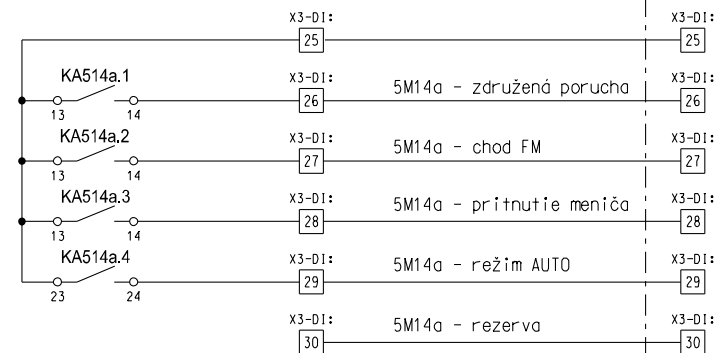 X3-DI: X3-DI:
25 25
KA514a.1 X3-DI: 5M14a - združená porucha X3-DI:
13 14 26 26
KA514a.2 X3-DI: 5M14a - chod FM X3-DI:
13 14 27 27
KA514a.3 X3-DI: 5M14a - pritnutie meniča X3-DI:
13 14 28 28
KA514a.4 X3-DI: 5M14a - režim AUTO X3-DI:
23 24 29 29
X3-DI: 5M14a - rezerva X3-DI:
30 30